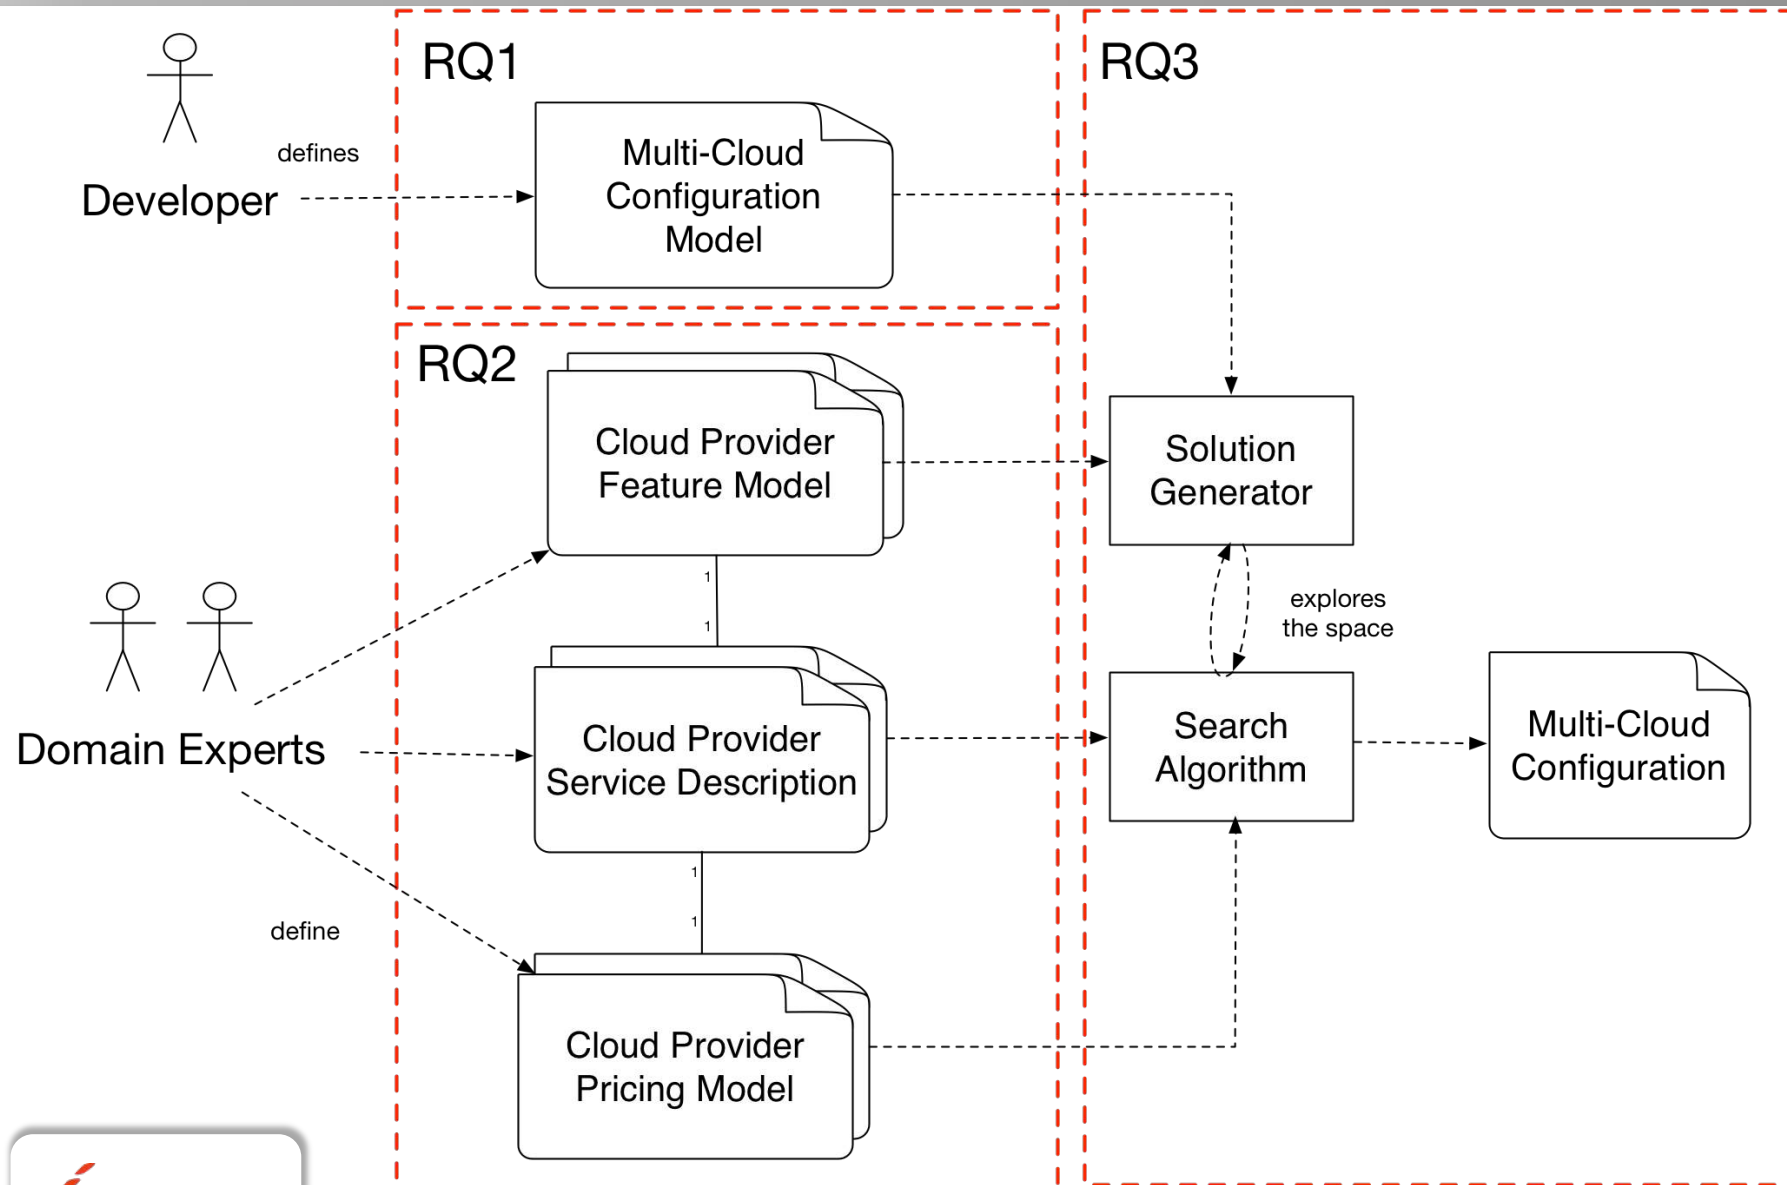 RQ1
RQ3
Multi-Cloud
Configuration
Model
defines
Developer
RQ2
Cloud Provider
Feature Model
Solution
Generator
1
1
explores
the space
Domain Experts
Cloud Provider
Service Description
Search
Algorithm
Multi-Cloud
Configuration
1
1
define
Cloud Provider
Pricing Model